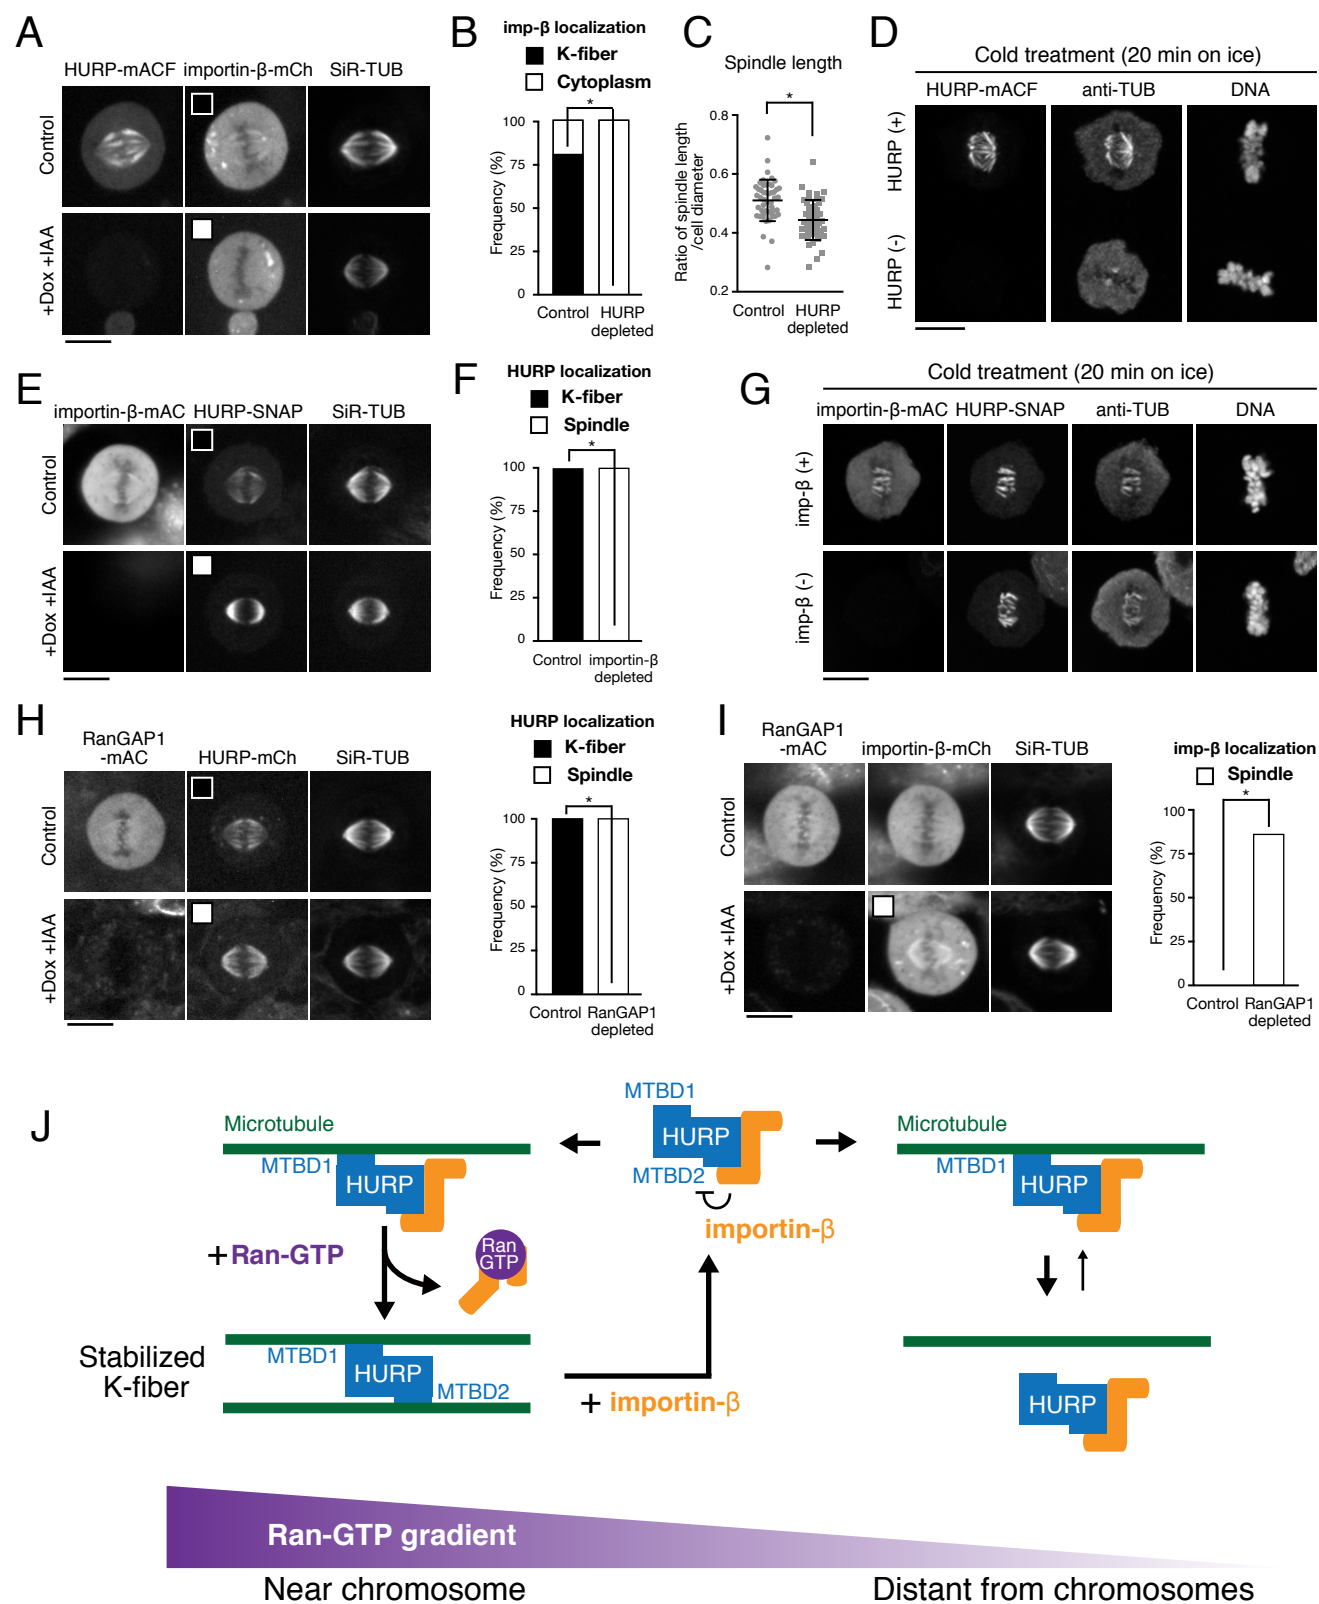 A
HURP-mACF importin-β-mCh SiR-TUB
Control
+Dox +IAA
B
imp-β localization
K-fiber
Cytoplasm
*
Frequency (%)
100
75
50
25
0
Control HURP
depleted
C
Spindle length
*
Ratio of spindle length
/cell diameter
0.8
0.6
0.4
0.2
Control HURP
depleted
D
Cold treatment (20 min on ice)
HURP-mACF anti-TUB DNA
HURP (+)
HURP (-)
E
importin-β-mAC HURP-SNAP SiR-TUB
Control
+Dox +IAA
F
HURP localization
K-fiber
Spindle
*
Frequency (%)
100
75
50
25
0
Control importin-β
depleted
G
Cold treatment (20 min on ice)
importin-β-mAC HURP-SNAP anti-TUB DNA
imp-β (+)
imp-β (-)
H
RanGAP1
-mAC HURP-mCh SiR-TUB
Control
+Dox +IAA
HURP localization
K-fiber
Spindle
*
Frequency (%)
100
75
50
25
0
Control RanGAP1
depleted
I
RanGAP1
-mAC importin-β-mCh SiR-TUB
Control
+Dox +IAA
imp-β localization
Spindle
*
Frequency (%)
100
75
50
25
0
Control RanGAP1
depleted
J
MTBD1
HURP
MTBD2
importin-β
Microtubule
MTBD1
HURP
+Ran-GTP
Ran
GTP
Stabilized
K-fiber
MTBD1
HURP
MTBD2
+ importin-β
Microtubule
MTBD1
HURP
HURP
Ran-GTP gradient
Near chromosome
Distant from chromosomes